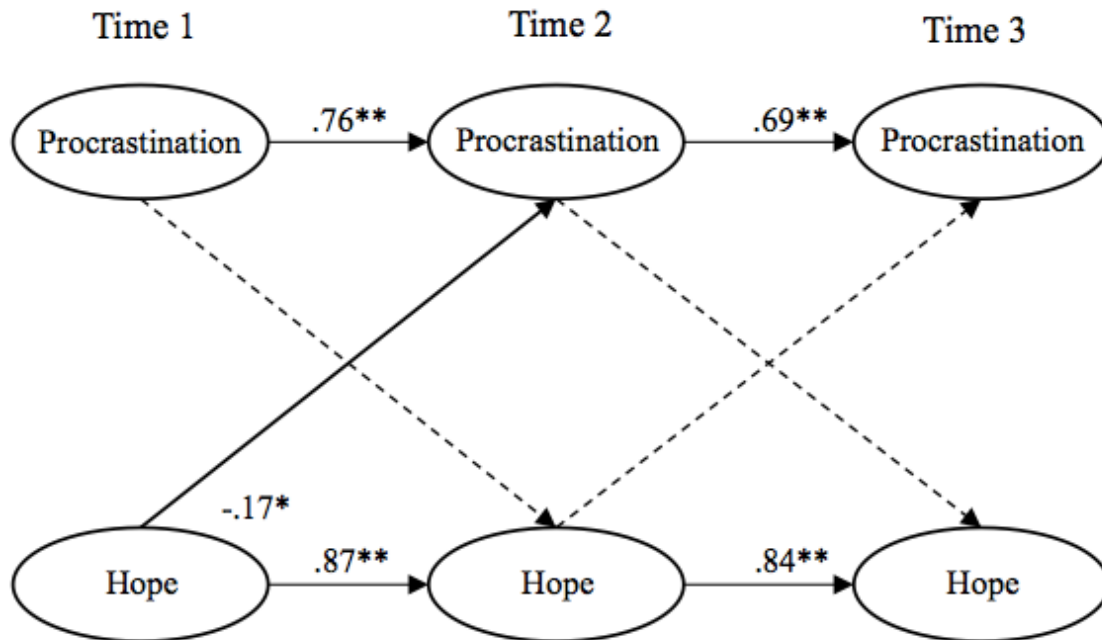 Time 1
Time 2
Time 3
Procrastination
.76**
Procrastination
.69**
Procrastination
-.17*
Hope
.87**
Hope
.84**
Hope